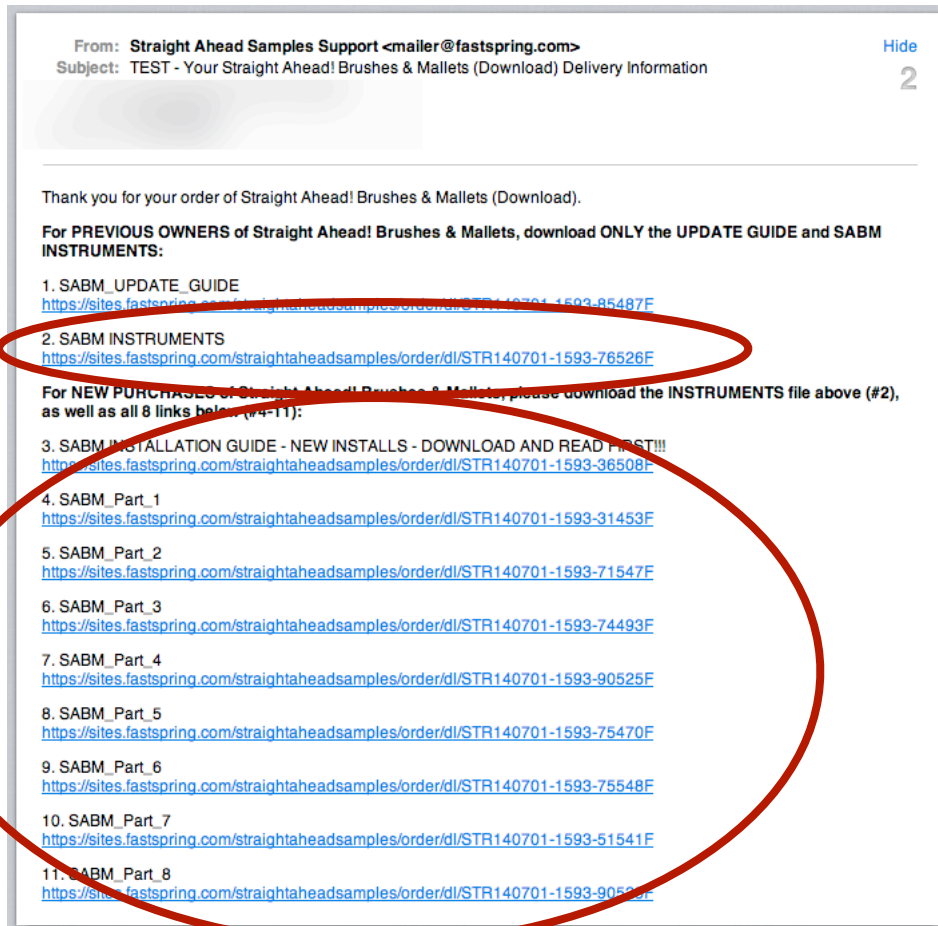 From: Straight Ahead Samples Support <mailer@fastspring.com>
Hide
Subject: TEST - Your Straight Ahead! Brushes & Mallets (Download) Delivery Information
2
Thank you for your order of Straight Ahead! Brushes & Mallets (Download).
For PREVIOUS OWNERS of Straight Ahead! Brushes & Mallets, download ONLY the UPDATE GUIDE and SABM
INSTRUMENTS:
1. SABM_UPDATE_GUIDE
https://sites.fastspring.com/straightaheadsamples/order/dl/STR140701-1593-85487F
2. SABM INSTRUMENTS
https://sites.fastspring.com/straightaheadsamples/order/dl/STR140701-1593-76526F
For NEW PURCHASES of Straight Ahead! Brushes & Mallets, please download the INSTRUMENTS file above (#2),
as well as all 8 links below (#4-11):
3. SABM INSTALLATION GUIDE - NEW INSTALLS - DOWNLOAD AND READ FIRST!!!
https://sites.fastspring.com/straightaheadsamples/order/dl/STR140701-1593-36508F
4. SABM_Part_1
https://sites.fastspring.com/straightaheadsamples/order/dl/STR140701-1593-31453F
5. SABM_Part_2
https://sites.fastspring.com/straightaheadsamples/order/dl/STR140701-1593-71547F
6. SABM_Part_3
https://sites.fastspring.com/straightaheadsamples/order/dl/STR140701-1593-74493F
7. SABM_Part_4
https://sites.fastspring.com/straightaheadsamples/order/dl/STR140701-1593-90525F
8. SABM_Part_5
https://sites.fastspring.com/straightaheadsamples/order/dl/STR140701-1593-75470F
9. SABM_Part_6
https://sites.fastspring.com/straightaheadsamples/order/dl/STR140701-1593-75548F
10. SABM_Part_7
https://sites.fastspring.com/straightaheadsamples/order/dl/STR140701-1593-51541F
11. SABM_Part_8